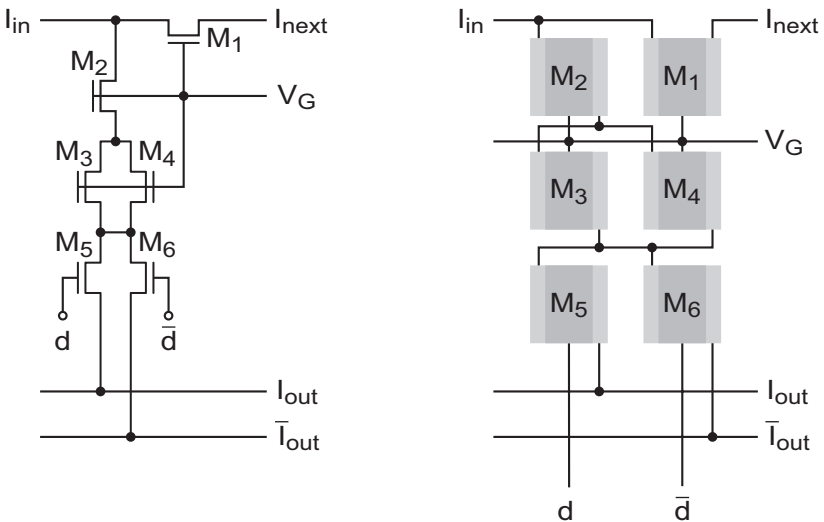 I_in I_next
M_1
M_2
V_G
M_3 M_4
M_5 M_6
d d̄
I_out
Ī_out
I_in I_next
M_2 M_1
V_G
M_3 M_4
M_5 M_6
I_out
Ī_out
d d̄